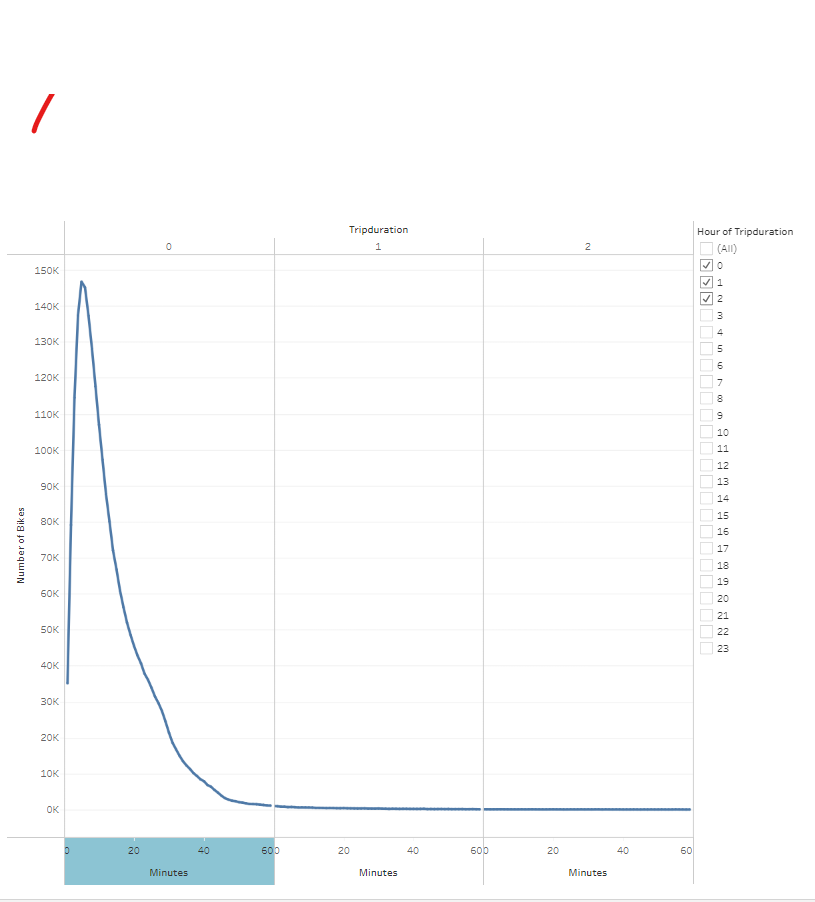 Tripduration
0 1 2
Hour of Tripduration
(All)
0
1
2
3
4
5
6
7
8
9
10
11
12
13
14
15
16
17
18
19
20
21
22
23
Number of Bikes
150K
140K
130K
120K
110K
100K
90K
80K
70K
60K
50K
40K
30K
20K
10K
0K
0 20 40 60 0 20 40 60 0 20 40 60
Minutes Minutes Minutes